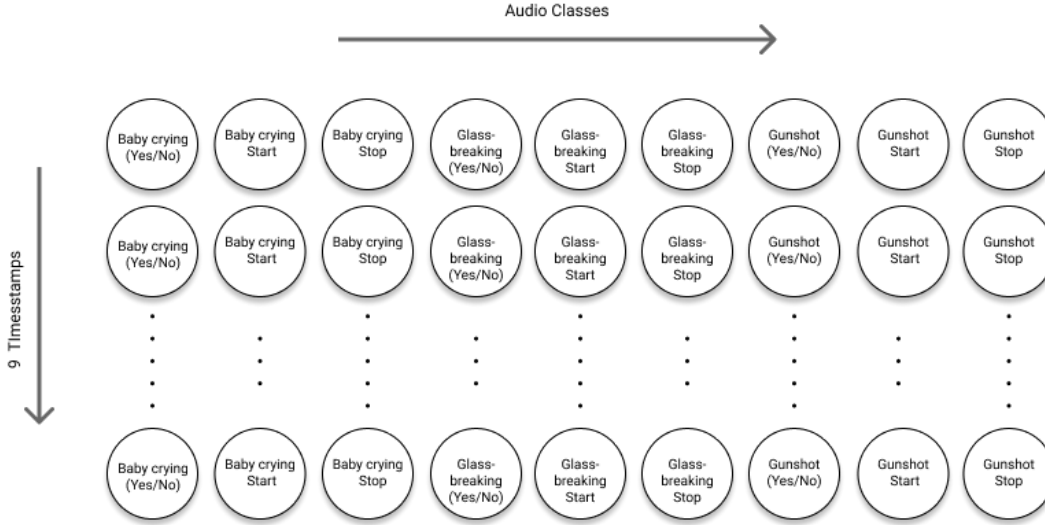 Audio Classes
Baby crying
(Yes/No)
Baby crying
Start
Baby crying
Stop
Glass-
breaking
(Yes/No)
Glass-
breaking
Start
Glass-
breaking
Stop
Gunshot
(Yes/No)
Gunshot
Start
Gunshot
Stop
9 TImesstamps
Baby crying
(Yes/No)
Baby crying
Start
Baby crying
Stop
Glass-
breaking
(Yes/No)
Glass-
breaking
Start
Glass-
breaking
Stop
Gunshot
(Yes/No)
Gunshot
Start
Gunshot
Stop
Baby crying
(Yes/No)
Baby crying
Start
Baby crying
Stop
Glass-
breaking
(Yes/No)
Glass-
breaking
Start
Glass-
breaking
Stop
Gunshot
(Yes/No)
Gunshot
Start
Gunshot
Stop